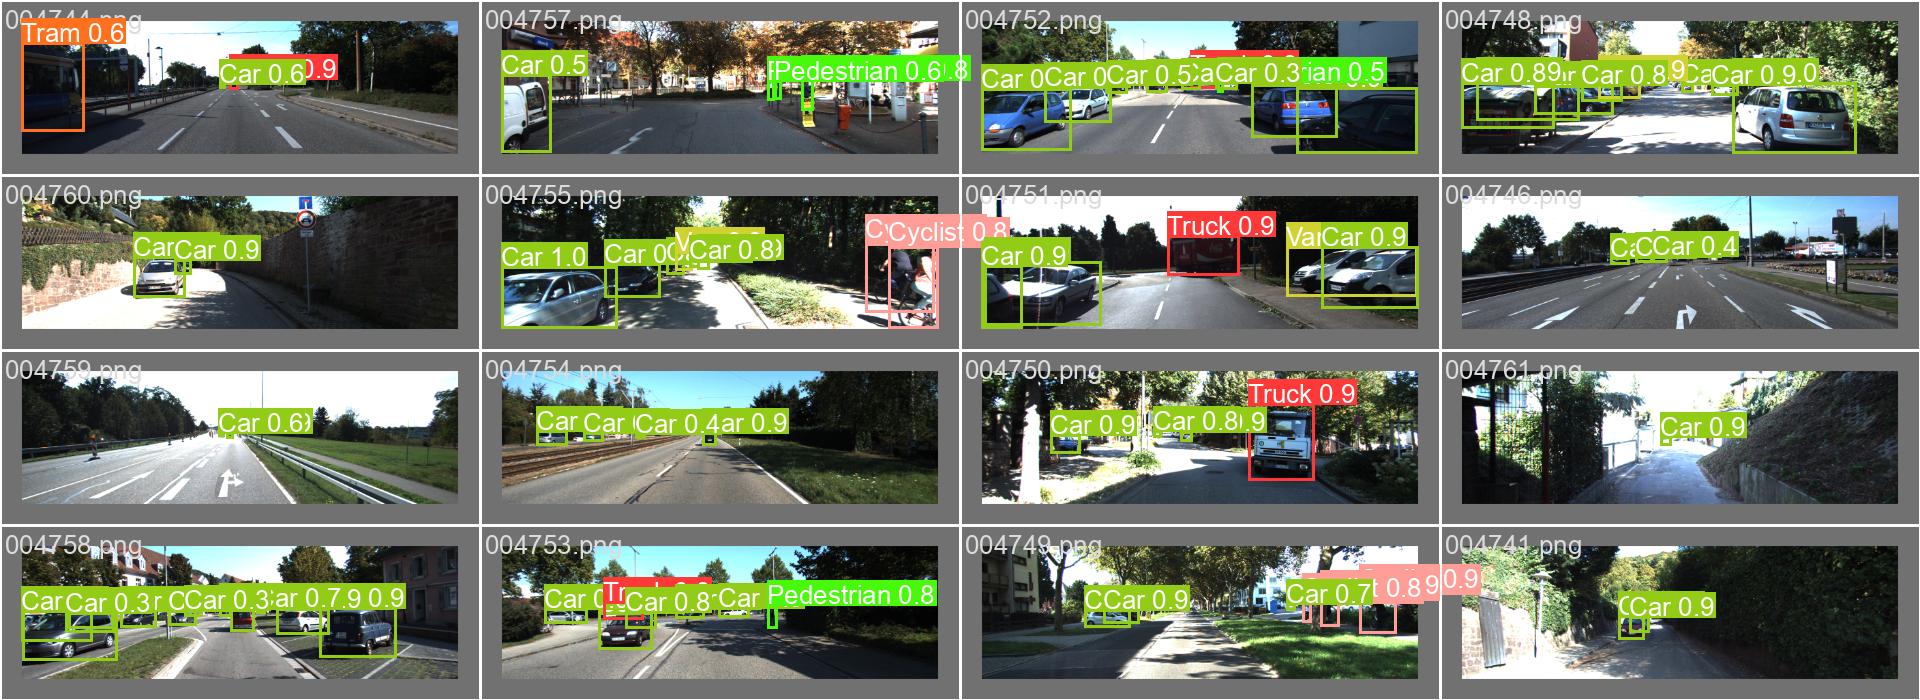 004744.png
Tram 0.6
0.9
Car 0.6
004757.png
Car 0.5
Pedestrian 0.6
004752.png
Car 0.5
Car 0.3
rian 0.5
004748.png
Car 0.89
Car 0.8
Car 0.9.0
004760.png
Car
Car 0.9
004755.png
Car 1.0
Car 0
Car 0.8
Cyclist 0.8
004751.png
Car 0.9
Truck 0.9
Car 0.9
004746.png
Car 0.4
004759.png
Car 0.6
004754.png
Car
Car
Car 0.4
ar 0.9
004750.png
Car 0.9
Car 0.8
.9
Truck 0.9
004761.png
Car 0.9
004758.png
Car
Car 0.3
Car 0.3
ar 0.7.9 0.9
004753.png
Car 0
Car 0.8
Car
Pedestrian 0.8
004749.png
Car 0.9
Car 0.7
0.8
0.9
004741.png
Car 0.9